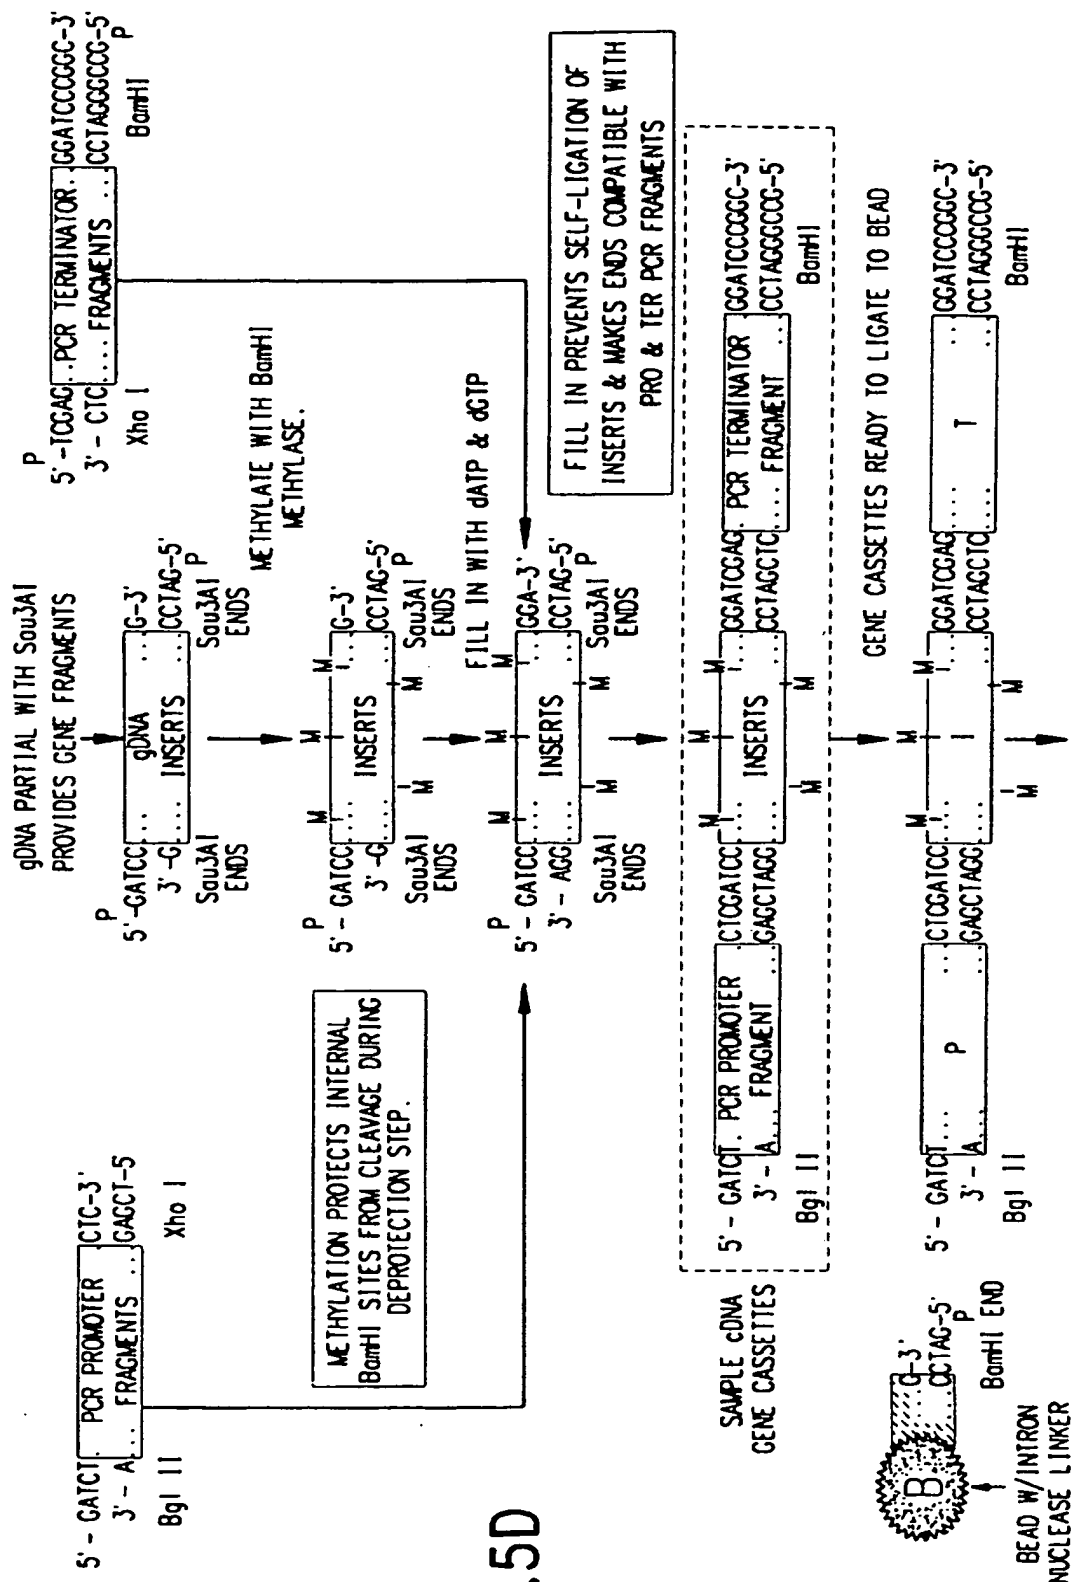 gDNA PARTIAL WITH Sau3AI
PROVIDES GENE FRAGMENTS
5' - GATCT. PCR PROMOTER .CTC-3'
3' - A... FRAGMENTS ...GAGCT-5
Bgl II
Xho I
P
5'-GATCC... gDNA ...G-3'
3'-G... INSERTS ...CCTAG-5'
P
Sau3AI
ENDS
Sau3AI
ENDS
P
5'-TCGAG..PCR TERMINATOR..GGATCCCGGC-3'
3' - CTC.... FRAGMENTS ...CCTAGGGCCG-5'
P
Xho I
BamHI
METHYLATE WITH BamHI
METHYLASE.
METHYLATION PROTECTS INTERNAL
BamHI SITES FROM CLEAVAGE DURING
DEPROTECTION STEP.
M M M
P
5' - GATCC.... ...G-3'
3' -G.... INSERTS ...CCTAG-5'
P
M M
Sau3AI
ENDS
Sau3AI
ENDS
FILL IN WITH dATP & dGTP
M M M
P
5' - GATCC.... ...GGA-3'
3' - AGG.... INSERTS ...CCTAG-5'
P
M M
Sau3AI
ENDS
Sau3AI
ENDS
FILL IN PREVENTS SELF-LIGATION OF
INSERTS & MAKES ENDS COMPATIBLE WITH
PRO & TER PCR FRAGMENTS
.5D
SAMPLE cDNA
GENE CASSETTES
M M M
5' - GATCT. PCR PROMOTER .CTCGATCC.... ...GGATCGAG. PCR TERMINATOR .GGATCCCGGC-3'
3' - A... FRAGMENT ...GAGCTAGG.... INSERTS ...CCTAGCTC.... FRAGMENT ..CCTAGGGCCG-5'
M M
Bgl II
BamHI
GENE CASSETTES READY TO LIGATE TO BEAD
M M M
B
G-3'
CCTAG-5'
P
BamHI END
5' - GATCT... ...CTCGATCC.... ...GGATCGAG.... ..GGATCCCGGC-3'
P I T
3' - A... ...GAGCTAGG.... ...CCTAGCTC.... ..CCTAGGGCCG-5'
M M
Bgl II
BamHI
BEAD W/INTRON
NUCLEASE LINKER